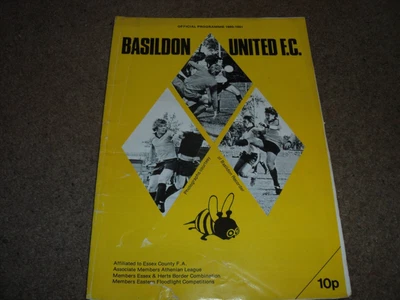 OFFICIAL PROGRAMME 1980/81
BASILDON UNITED F.C.
Affiliated to Essex County F.A.
Associate Members Athenian League
Members Essex & Herts Border Combination
Members Eastern Floodlight Competitions
10p